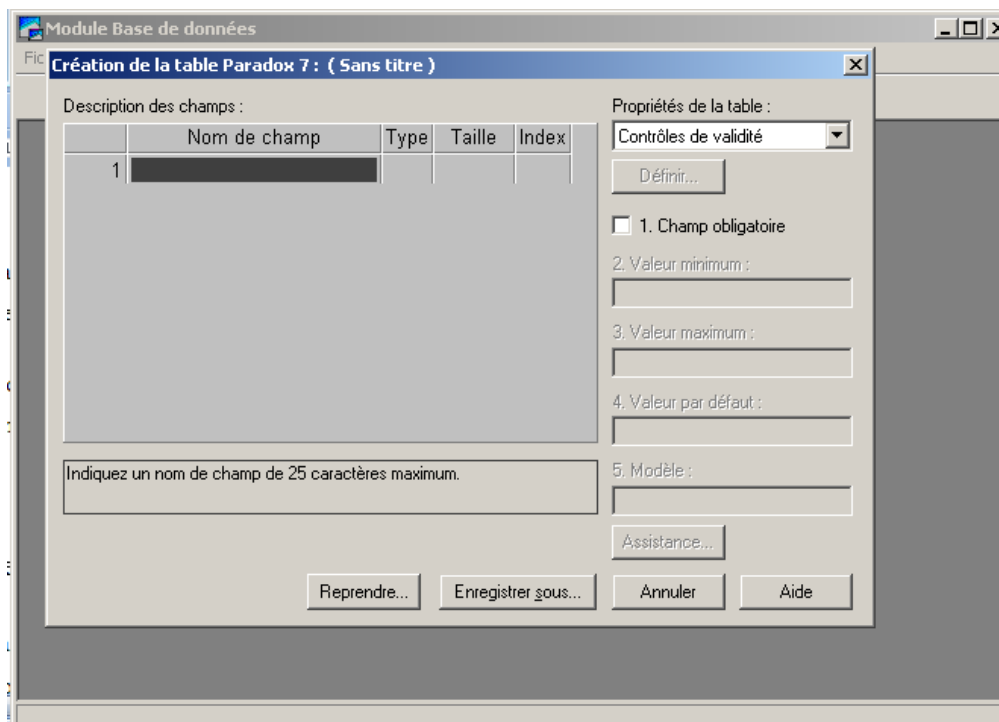 Module Base de données
Fic
Création de la table Paradox 7 : ( Sans titre )
Description des champs :
Nom de champ Type Taille Index
1
Indiquez un nom de champ de 25 caractères maximum.
Propriétés de la table :
Contrôles de validité
Définir...
1. Champ obligatoire
2. Valeur minimum :
3. Valeur maximum :
4. Valeur par défaut :
5. Modèle :
Assistance...
Reprendre... Enregistrer sous... Annuler Aide